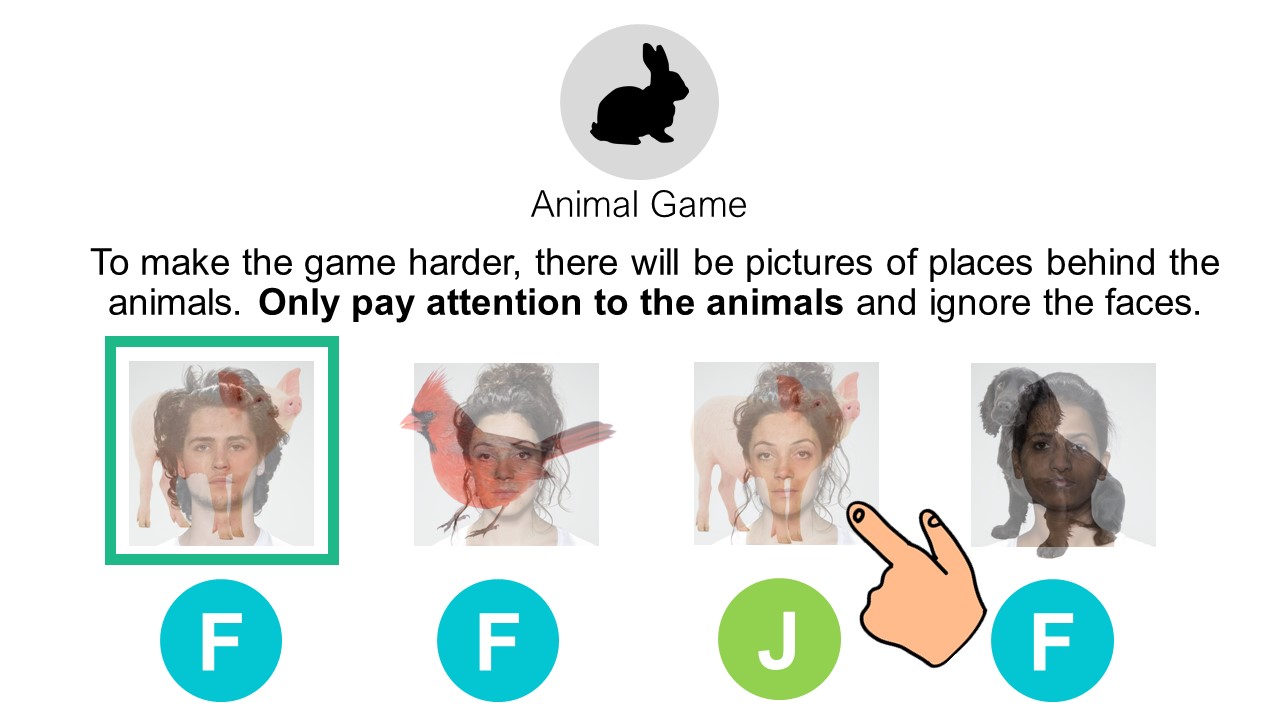 Animal Game
To make the game harder, there will be pictures of places behind the
animals. Only pay attention to the animals and ignore the faces.
F F J F